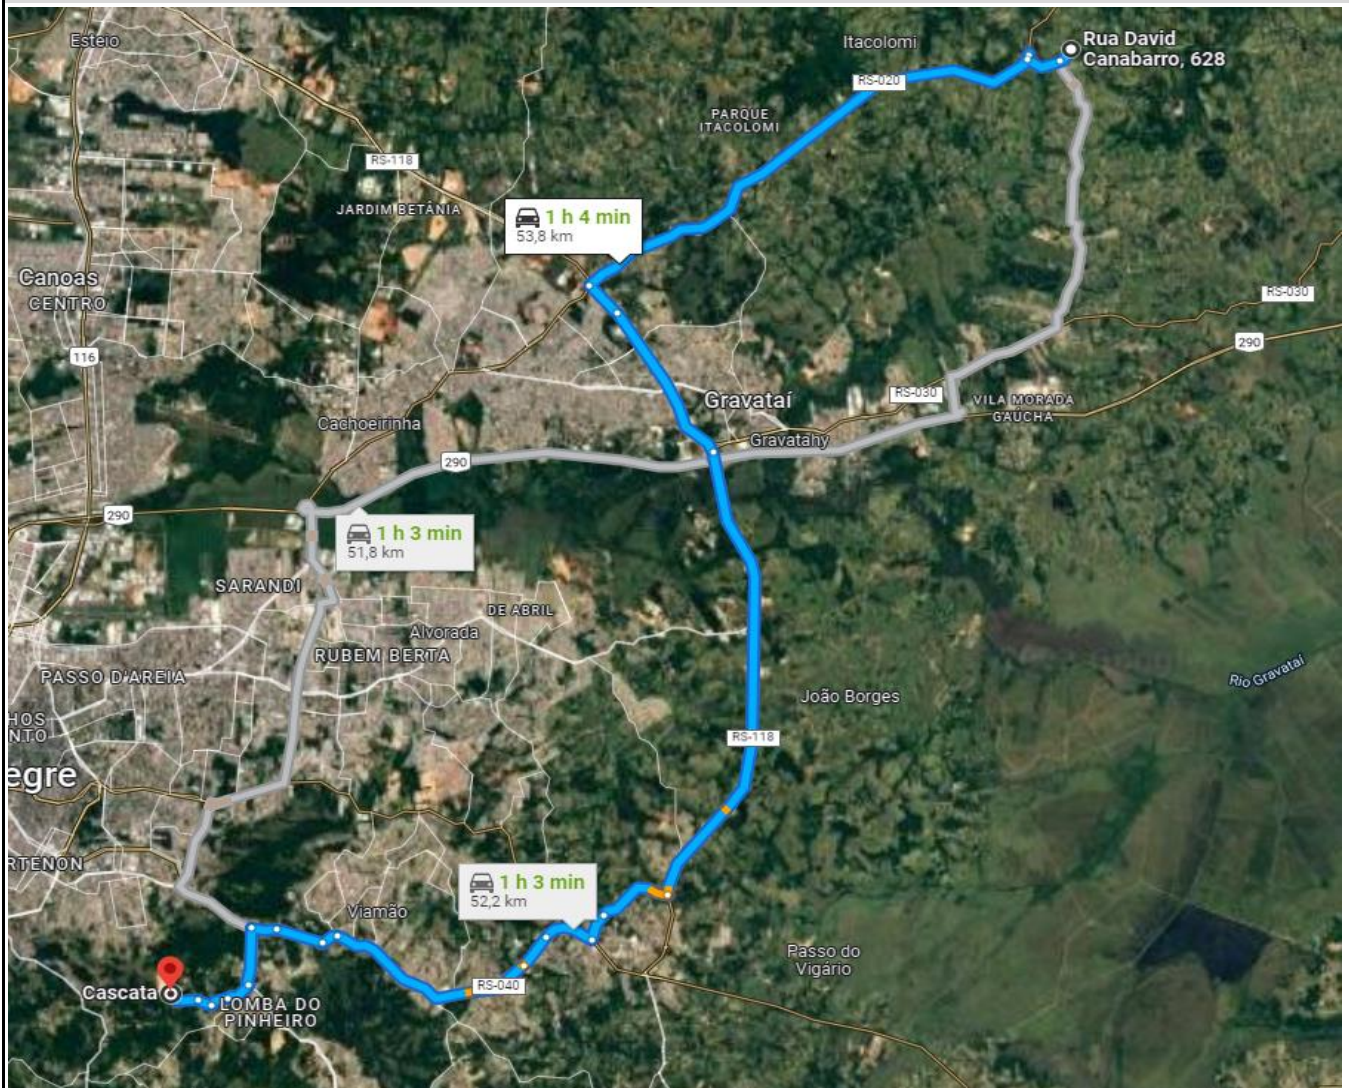 Esteio
Itacolomi
Rua David
Canabarro, 628
RS-020
PARQUE
ITACOLOMI
RS-118
JARDIM BETÂNIA
1 h 4 min
53,8 km
Canoas
CENTRO
RS-030
290
116
RS-030
Gravataí
VILA MORADA
GAUCHA
Cachoeirinha
Gravatahy
290
290
1 h 3 min
51,8 km
SARANDI
DE ABRIL
Alvorada
RUBEM BERTA
PASSO D'AREIA
Rio Gravataí
João Borges
HOS
NTO
RS-118
egre
RTENON
1 h 3 min
52,2 km
Viamão
Passo do
Vigário
RS-040
Cascata
LOMBA DO
PINHEIRO